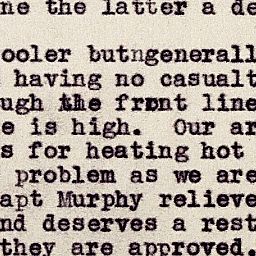 ne the latter a de
ooler butngenerall
having no casualt
ugh the front line
e is high. Our ar
s for heating hot
problem as we are
apt Murphy relieve
nd deserves a rest
they are approved.